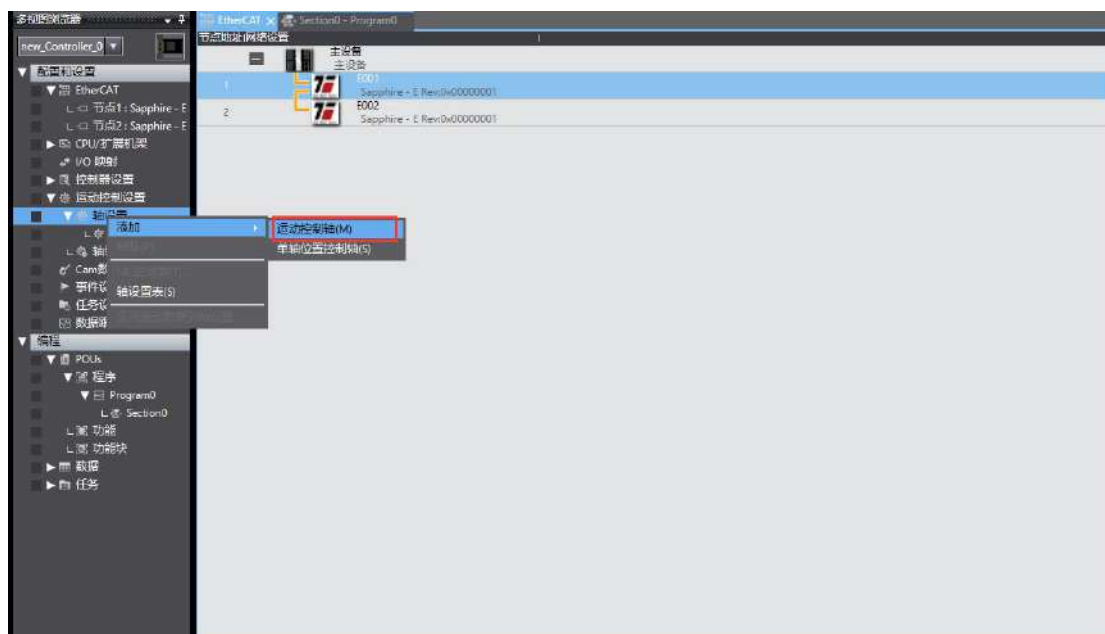 多视图浏览器
new_Controller_0
配置和设置
EtherCAT
节点1 : Sapphire - E
节点2 : Sapphire - E
CPU/扩展机架
I/O 映射
控制器设置
运动控制设置
轴设置
Cam数
事件设
任务设
编程
POUs
程序
Program0
Section0
功能
功能块
数据
任务
EtherCAT
Section0 - Program0
节点地址|网络设置
主设备
主设备
1
E001
Sapphire - E Rev:0x00000001
2
E002
Sapphire - E Rev:0x00000001
添加
轴设置表(S)
运动控制轴(M)
单轴位置控制轴(S)